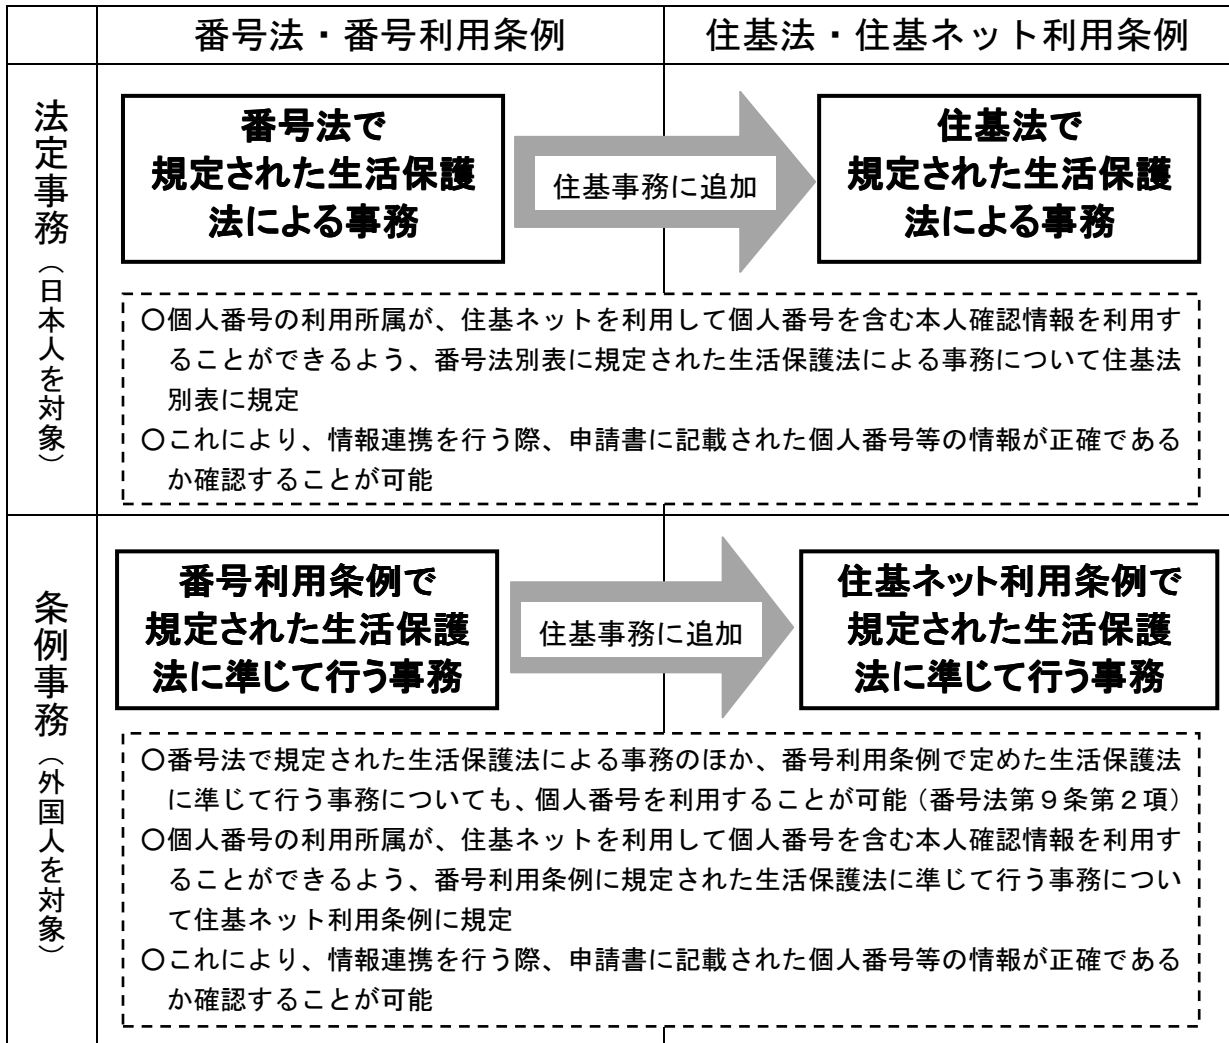 番号法・番号利用条例
住基法・住基ネット利用条例
法定事務（日本人を対象）
番号法で
規定された生活保護
法による事務
住基事務に追加
住基法で
規定された生活保護
法による事務
〇個人番号の利用所属が、住基ネットを利用して個人番号を含む本人確認情報を利用す
ることができるよう、番号法別表に規定された生活保護法による事務について住基法
別表に規定
〇これにより、情報連携を行う際、申請書に記載された個人番号等の情報が正確である
か確認することが可能
条例事務（外国人を対象）
番号利用条例で
規定された生活保護
法に準じて行う事務
住基事務に追加
住基ネット利用条例で
規定された生活保護
法に準じて行う事務
〇番号法で規定された生活保護法による事務のほか、番号利用条例で定めた生活保護法
に準じて行う事務についても、個人番号を利用することが可能（番号法第９条第２項）
〇個人番号の利用所属が、住基ネットを利用して個人番号を含む本人確認情報を利用す
ることができるよう、番号利用条例に規定された生活保護法に準じて行う事務につい
て住基ネット利用条例に規定
〇これにより、情報連携を行う際、申請書に記載された個人番号等の情報が正確である
か確認することが可能